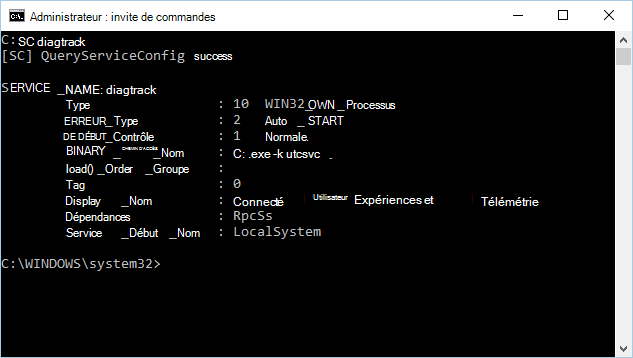 Administrateur : invite de commandes
C: SC diagtrack
[SC] QueryServiceConfig success
SERVICE _NAME: diagtrack
Type : 10 WIN32_OWN_Processus
ERREUR_Type : 2 Auto _START
DE DÉBUT_Contrôle : 1 Normale.
BINARY _CHEMIN D'ACCÈS_Nom : C: .exe -k utcsvc .
load() _Order _Groupe :
Tag : 0
Display _Nom : Connecté Utilisateur Expériences et Télémétrie
Dépendances : RpcSs
Service _Début _Nom : LocalSystem
C:\WINDOWS\system32>